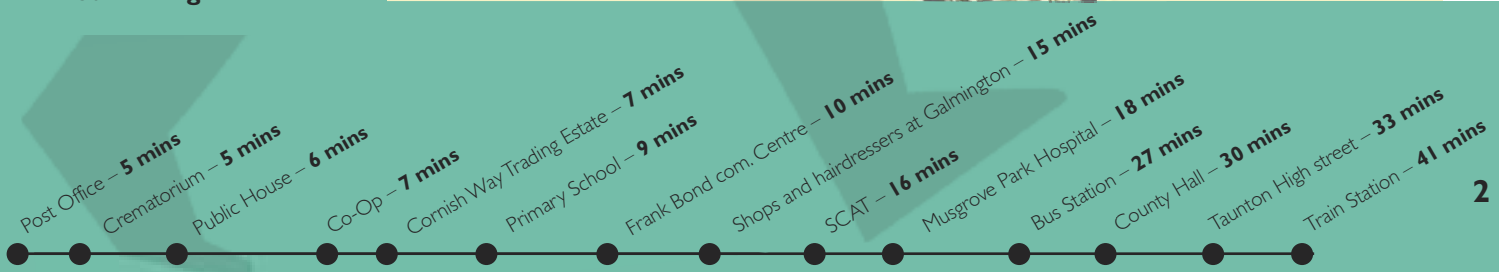 Post Office – 5 mins
Crematorium – 5 mins
Public House – 6 mins
Co-Op – 7 mins
Cornish Way Trading Estate – 7 mins
Primary School – 9 mins
Frank Bond com. Centre – 10 mins
Shops and hairdressers at Galmington – 15 mins
SCAT – 16 mins
Musgrove Park Hospital – 18 mins
Bus Station – 27 mins
County Hall – 30 mins
Taunton High street – 33 mins
Train Station – 41 mins
2